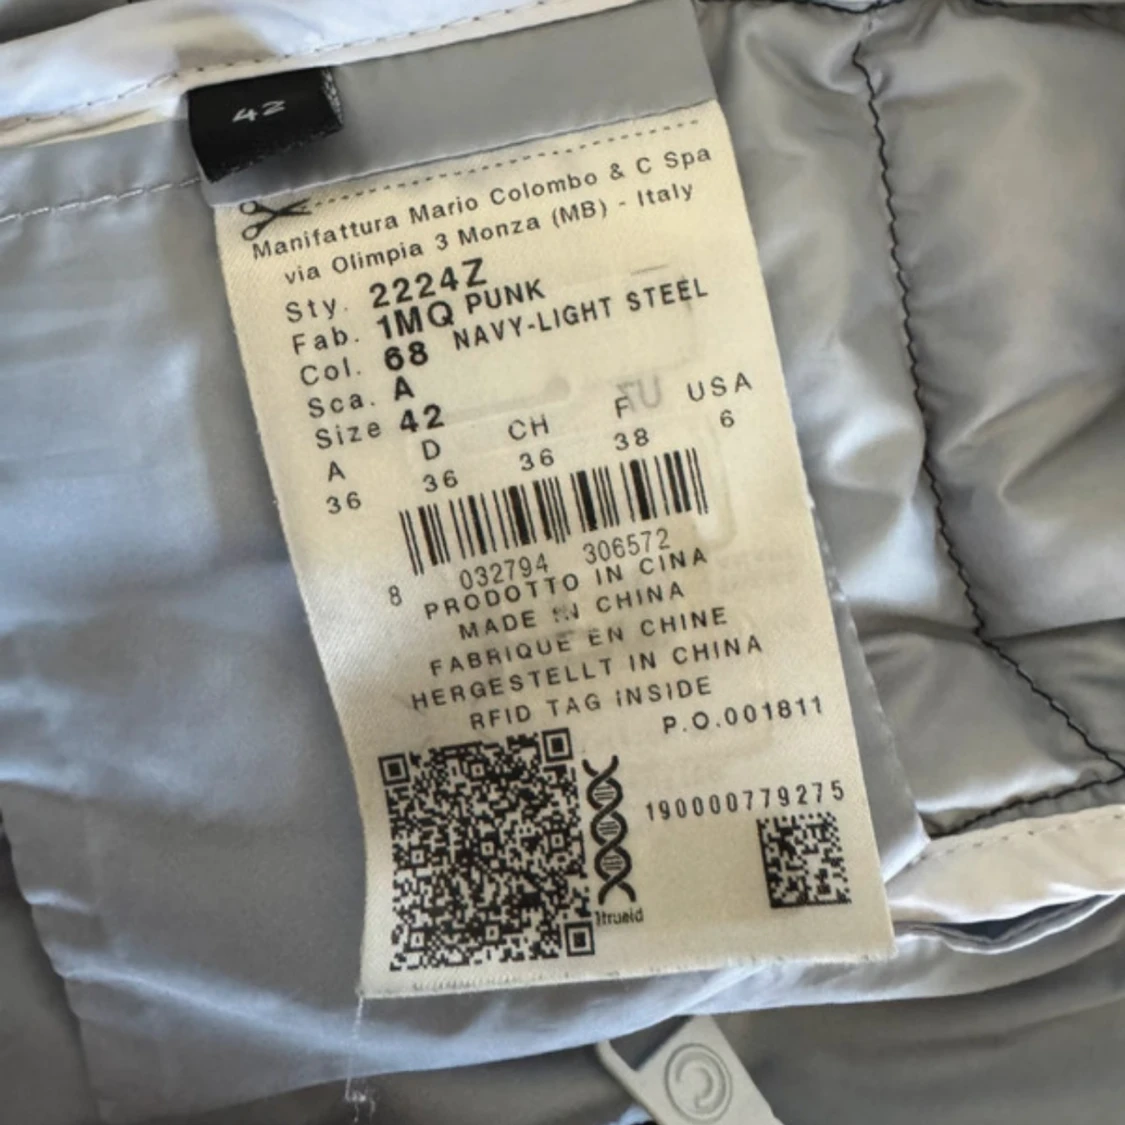 42
Manifattura Mario Colombo & C Spa
via Olimpia 3 Monza (MB) - Italy
Sty. 2224Z
Fab. 1MQ PUNK
Col. 68 NAVY-LIGHT STEEL
Sca. A
Size 42
A D CH F USA
36 36 36 38 6
8 032794 306572
PRODOTTO IN CINA
MADE IN CHINA
FABRIQUE EN CHINE
HERGESTELLT IN CHINA
RFID TAG INSIDE
P.O.001811
190000779275
1trueid